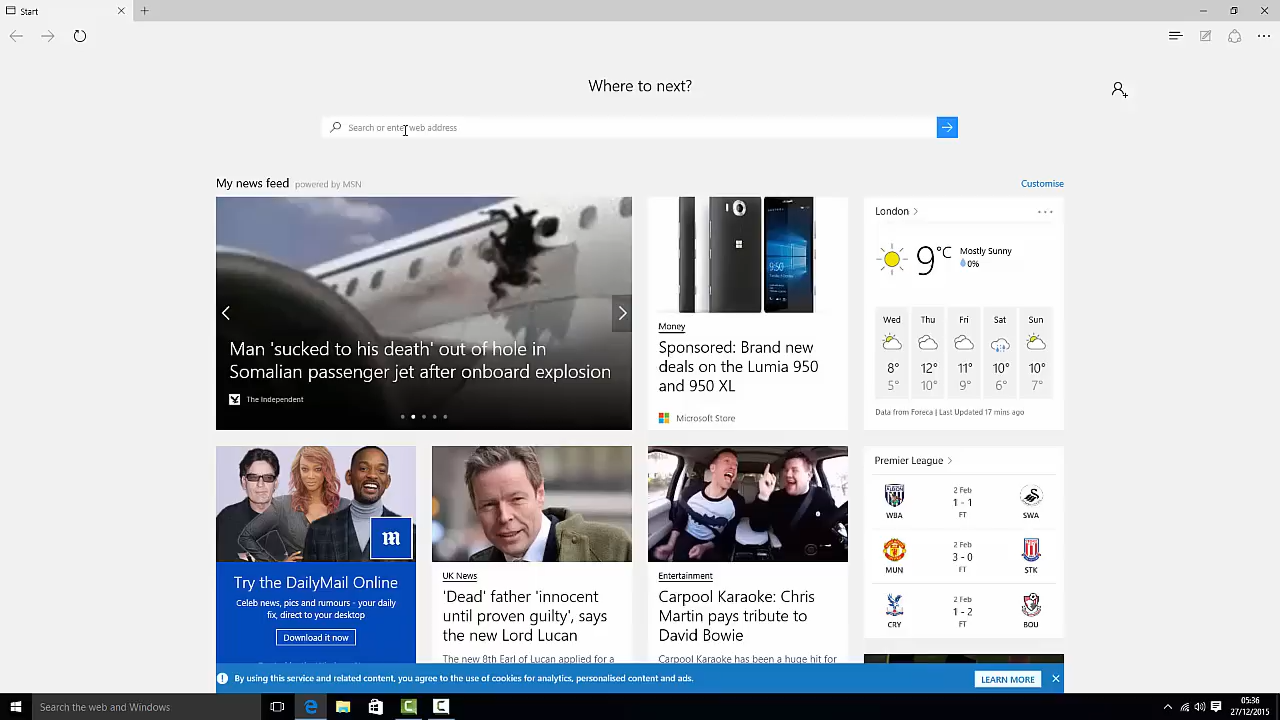 Start
Where to next?
Search or enter web address
My news feed powered by MSN
Customise
Man 'sucked to his death' out of hole in
Somalian passenger jet after onboard explosion
The Independent
9:50
Money
Sponsored: Brand new
deals on the Lumia 950
and 950 XL
Microsoft Store
London
9°C
Mostly Sunny
0%
Wed Thu Fri Sat Sun
8° 12° 11° 10° 10°
5° 10° 9° 6° 7°
Data from Foreca | Last Updated 17 mins ago
m
Try the DailyMail Online
Celeb news, pics and rumours - your daily
fix, direct to your desktop
Download it now
UK News
'Dead' father 'innocent
until proven guilty', says
the new Lord Lucan
The new 8th Earl of Lucan applied for a
Entertainment
Carpool Karaoke: Chris
Martin pays tribute to
David Bowie
Carpool Karaoke has been a huge hit for
Premier League
2 Feb
1 - 1
WBA FT SWA
2 Feb
3 - 0
MUN FT STK
2 Feb
1 - 2
CRY FT BOU
By using this service and related content, you agree to the use of cookies for analytics, personalised content and ads.
LEARN MORE
Search the web and Windows
05:36
27/12/2015